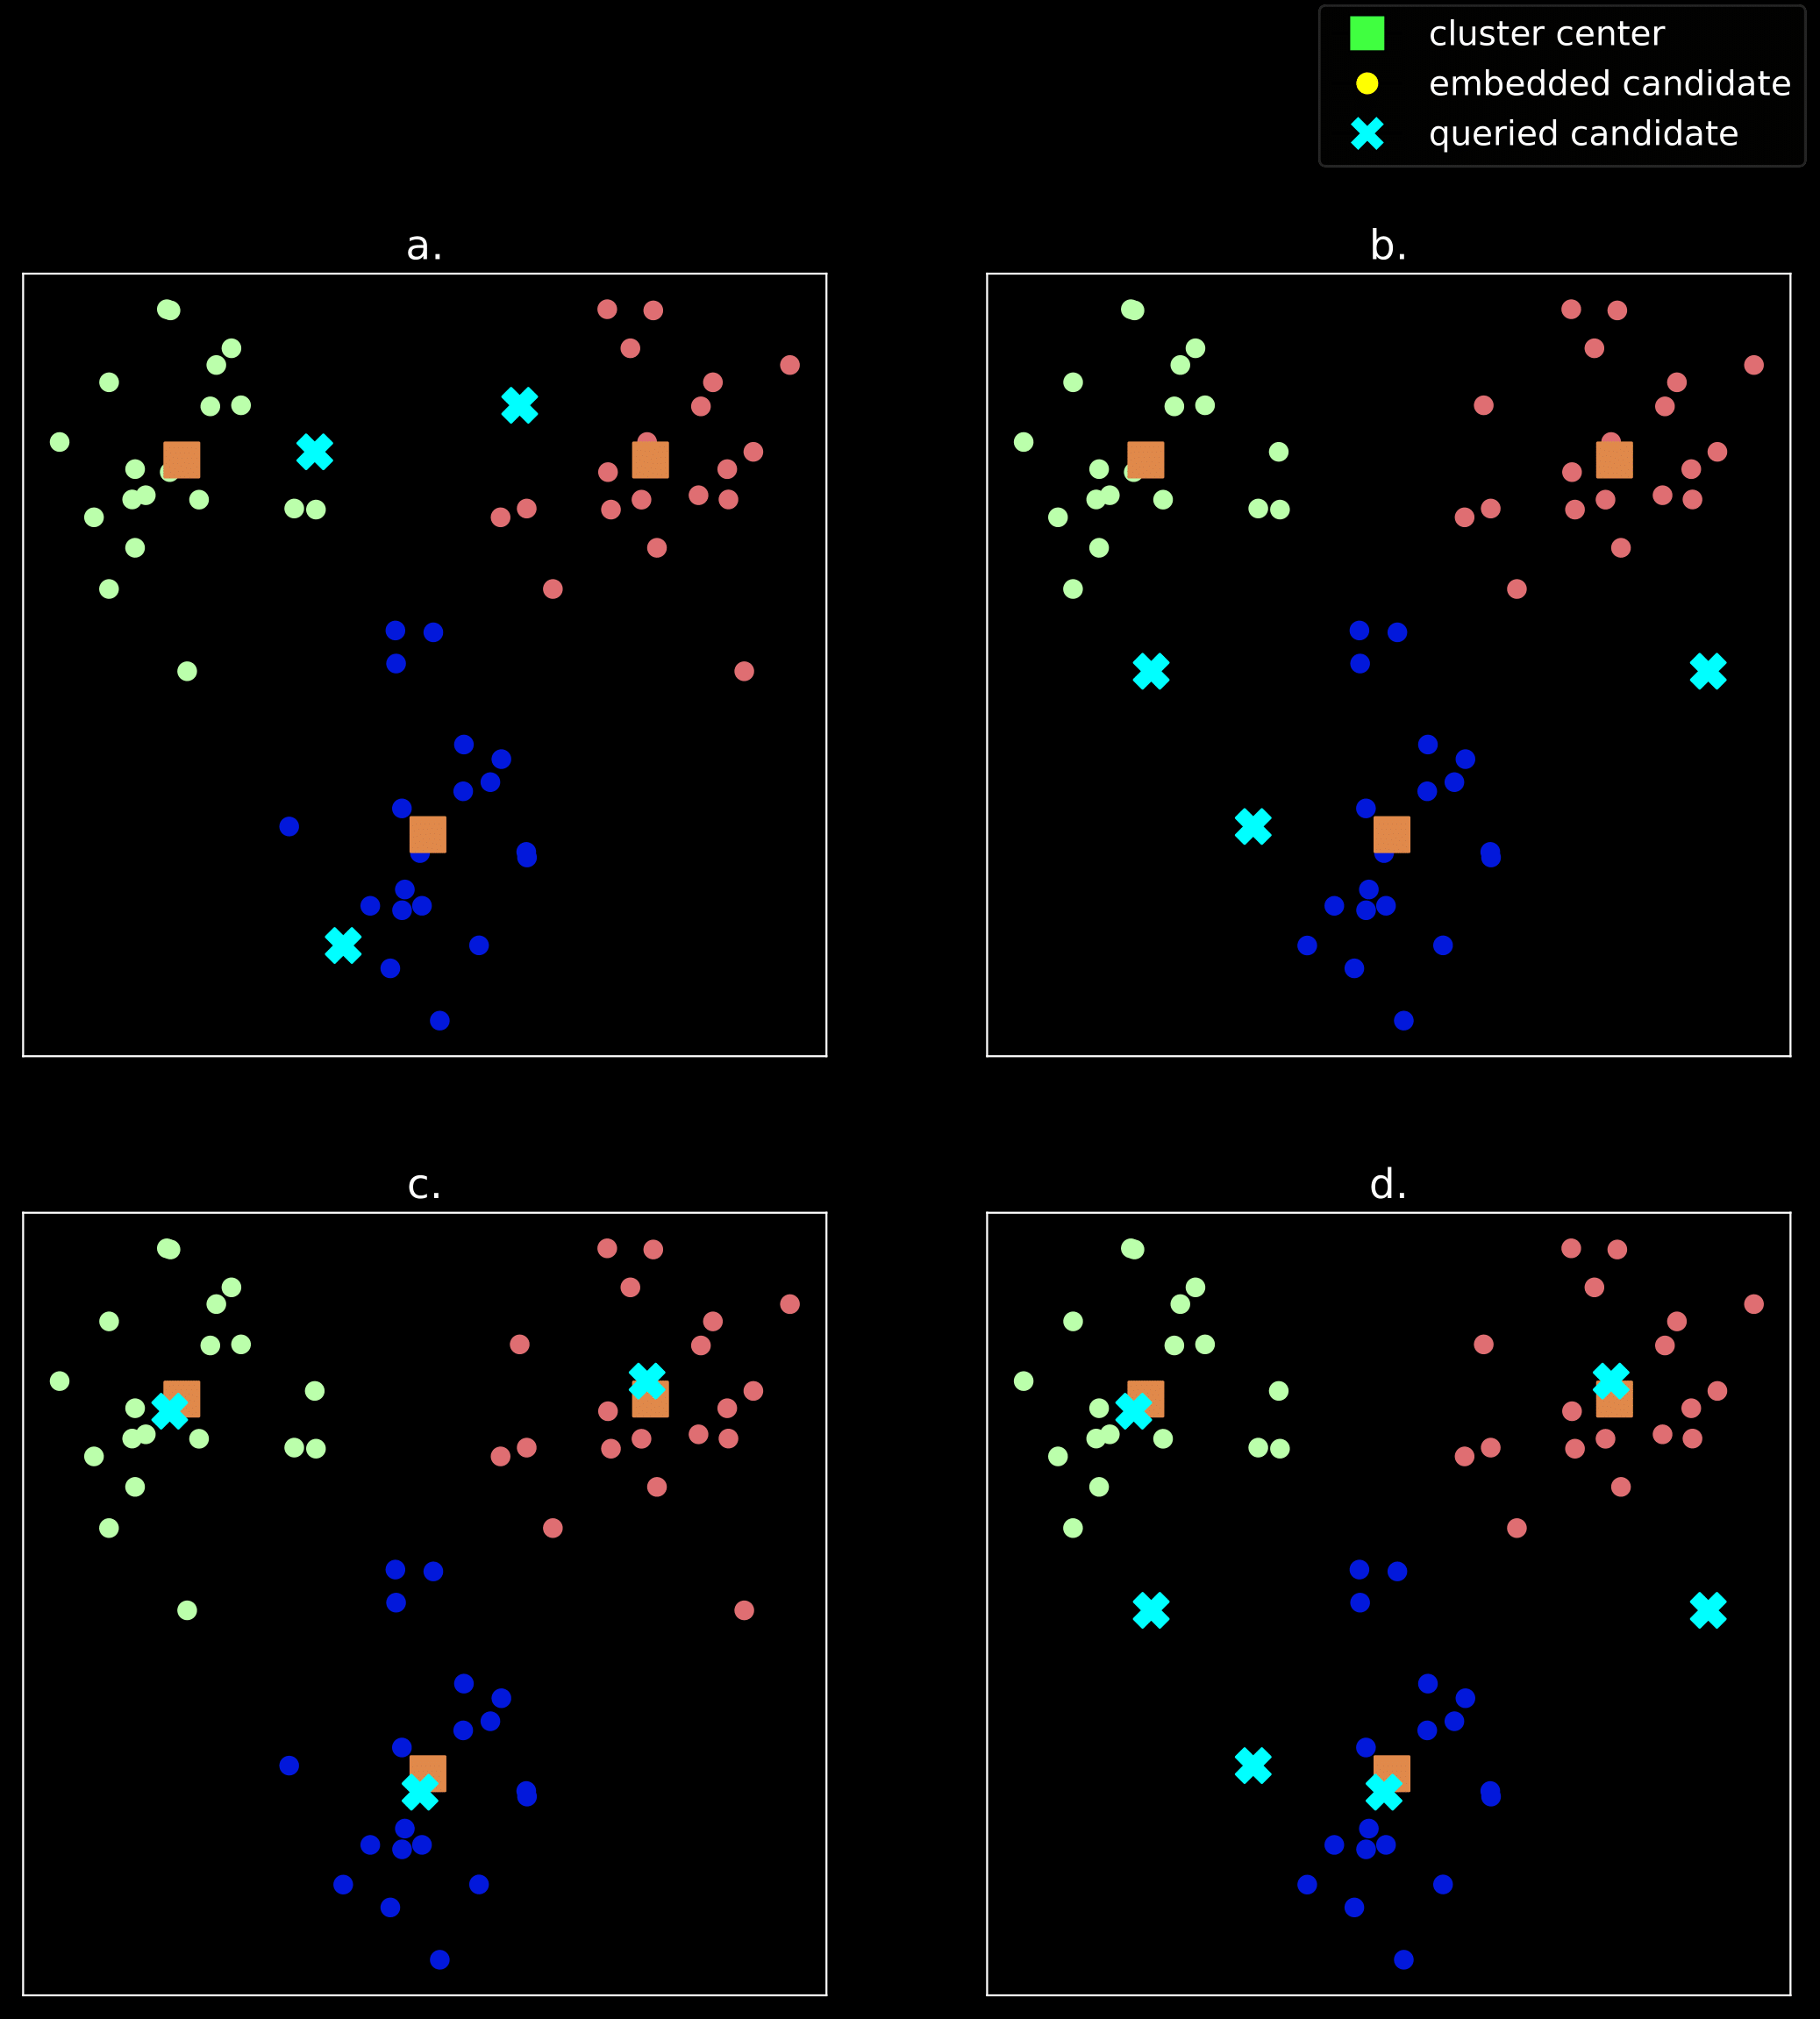 cluster center
embedded candidate
queried candidate
a.
b.
c.
d.